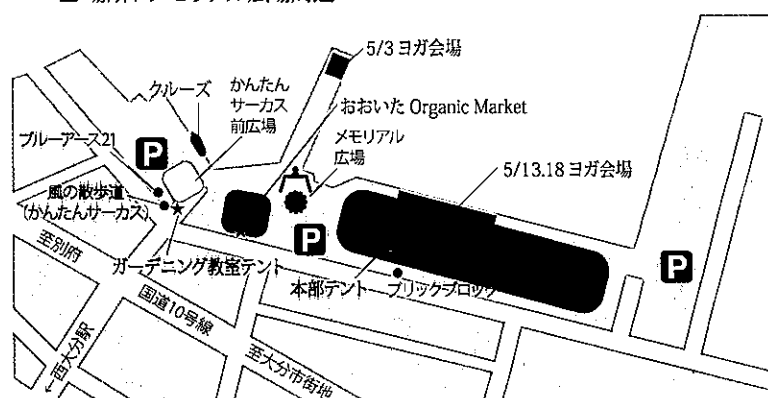 5/3 ヨガ会場
クルーズ
かんたん
サーカス
前広場
おおいた Organic Market
ブルーアース21
P
メモリアル
広場
5/13.18 ヨガ会場
風の散歩道
(かんたんサーカス)
P
P
至別府
ガーデニング教室テント
本部テント
ブリックブロック
国道10号線
←西大分駅
至大分市街地